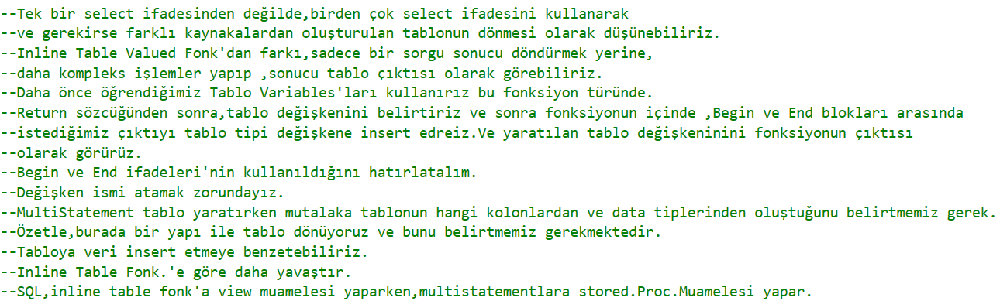 --Tek bir select ifadesinden değilde,birden çok select ifadesini kullanarak
--ve gerekirse farklı kaynakalardan oluşturulan tablonun dönmesi olarak düşünebiliriz.
--Inline Table Valued Fonk'dan farkı,sadece bir sorgu sonucu döndürmek yerine,
--daha kompleks işlemler yapıp ,sonucu tablo çıktısı olarak görebiliriz.
--Daha önce öğrendiğimiz Tablo Variables'ları kullanırız bu fonksiyon türünde.
--Return sözcüğünden sonra,tablo değişkenini belirtiriz ve sonra fonksiyonun içinde ,Begin ve End blokları arasında
--istediğimiz çıktıyı tablo tipi değişkene insert edreiz.Ve yaratılan tablo değişkeninini fonksiyonun çıktısı
--olarak görürüz.
--Begin ve End ifadeleri'nin kullanıldığını hatırlatalım.
--Değişken ismi atamak zorundayız.
--MultiStatement tablo yaratırken mutalaka tablonun hangi kolonlardan ve data tiplerinden oluştuğunu belirtmemiz gerek.
--Özetle,burada bir yapı ile tablo dönüyoruz ve bunu belirtmemiz gerekmektedir.
--Tabloya veri insert etmeye benzetebiliriz.
--Inline Table Fonk.'e göre daha yavaştır.
--SQL,inline table fonk'a view muamelesi yaparken,multistatementlara stored.Proc.Muamelesi yapar.